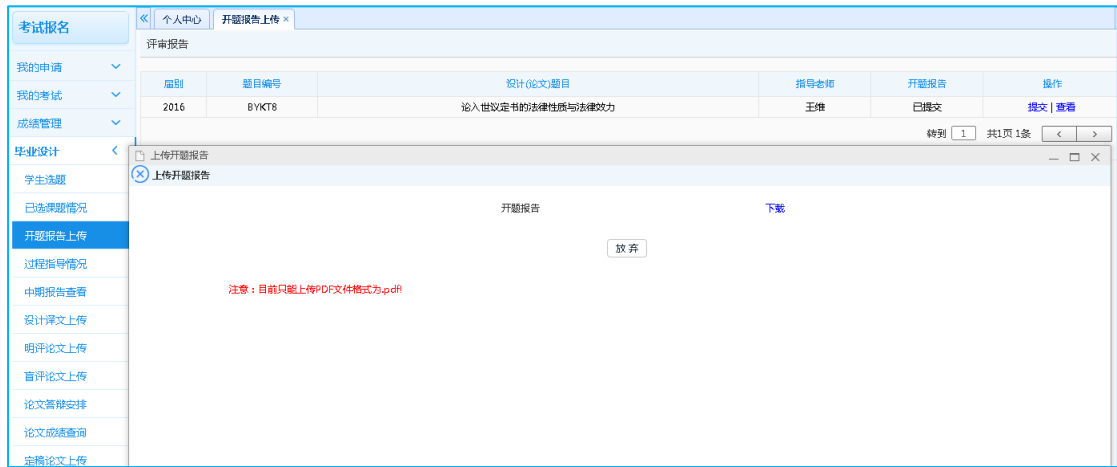 考试报名
我的申请
我的考试
成绩管理
毕业设计
学生选题
已选课题情况
开题报告上传
过程指导情况
中期报告查看
设计译文上传
明评论文上传
盲评论文上传
论文答辩安排
论文成绩查询
定稿论文上传
个人中心 开题报告上传 ×
评审报告
届别 题目编号 设计(论文)题目 指导老师 开题报告 操作
2016 BYKT8 论入世议定书的法律性质与法律效力 王维 已提交 提交 | 查看
转到 1 共1页 1条 < >
上传开题报告
上传开题报告
开题报告 下载
放弃
注意：目前只能上传PDF文件格式为.pdf!